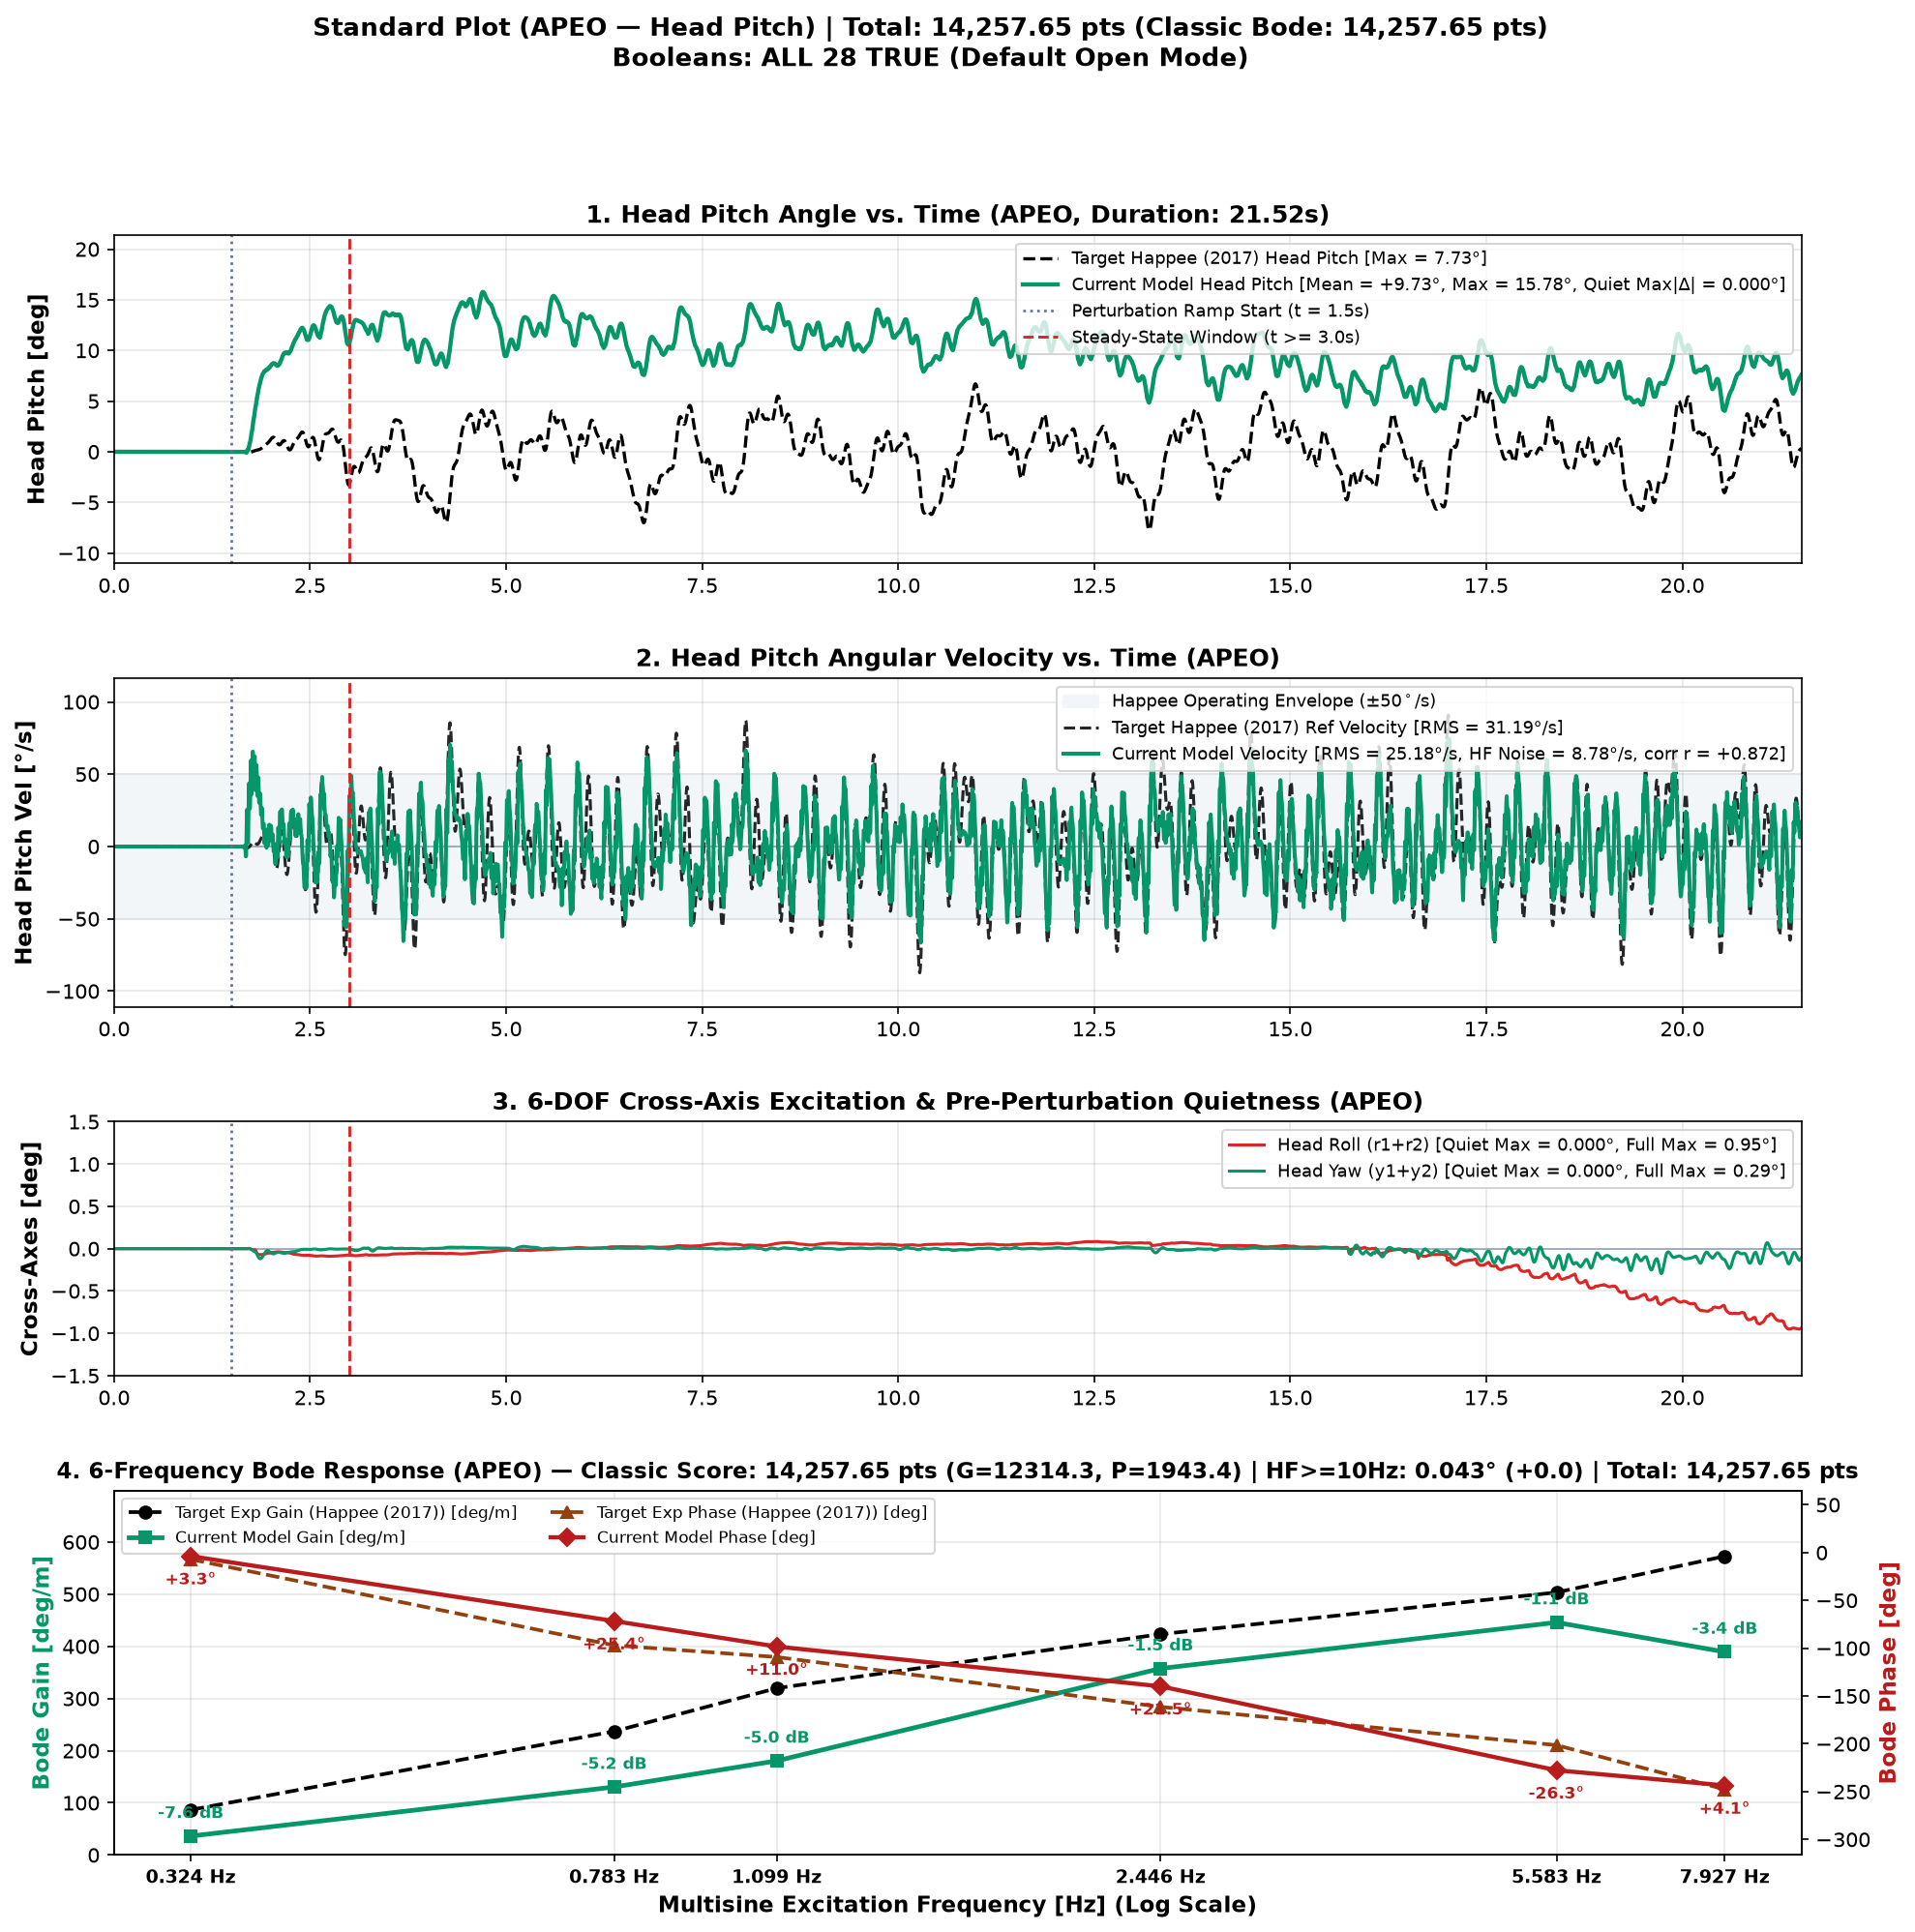 Standard Plot (APEO — Head Pitch) | Total: 14,257.65 pts (Classic Bode: 14,257.65 pts)
Booleans: ALL 28 TRUE (Default Open Mode)
1. Head Pitch Angle vs. Time (APEO, Duration: 21.52s)
Head Pitch [deg]
20
15
10
5
0
−5
−10
Target Happee (2017) Head Pitch [Max = 7.73°]
Current Model Head Pitch [Mean = +9.73°, Max = 15.78°, Quiet Max|Δ| = 0.000°]
Perturbation Ramp Start (t = 1.5s)
Steady-State Window (t >= 3.0s)
0.0 2.5 5.0 7.5 10.0 12.5 15.0 17.5 20.0
2. Head Pitch Angular Velocity vs. Time (APEO)
Head Pitch Vel [°/s]
100
50
0
−50
−100
Happee Operating Envelope (±50°/s)
Target Happee (2017) Ref Velocity [RMS = 31.19°/s]
Current Model Velocity [RMS = 25.18°/s, HF Noise = 8.78°/s, corr r = +0.872]
0.0 2.5 5.0 7.5 10.0 12.5 15.0 17.5 20.0
3. 6-DOF Cross-Axis Excitation & Pre-Perturbation Quietness (APEO)
Cross-Axes [deg]
1.5
1.0
0.5
0.0
−0.5
−1.0
−1.5
Head Roll (r1+r2) [Quiet Max = 0.000°, Full Max = 0.95°]
Head Yaw (y1+y2) [Quiet Max = 0.000°, Full Max = 0.29°]
0.0 2.5 5.0 7.5 10.0 12.5 15.0 17.5 20.0
4. 6-Frequency Bode Response (APEO) — Classic Score: 14,257.65 pts (G=12314.3, P=1943.4) | HF>=10Hz: 0.043° (+0.0) | Total: 14,257.65 pts
Bode Gain [deg/m]
600
500
400
300
200
100
0
Target Exp Gain (Happee (2017)) [deg/m]
Current Model Gain [deg/m]
Target Exp Phase (Happee (2017)) [deg]
Current Model Phase [deg]
+3.3°
+25.4°
+11.0°
-26.3°
+4.1°
-7.6 dB
-5.2 dB
-5.0 dB
-1.5 dB
-1.1 dB
-3.4 dB
50
0
−50
−100
−150
−200
−250
−300
Bode Phase [deg]
0.324 Hz 0.783 Hz 1.099 Hz 2.446 Hz 5.583 Hz 7.927 Hz
Multisine Excitation Frequency [Hz] (Log Scale)